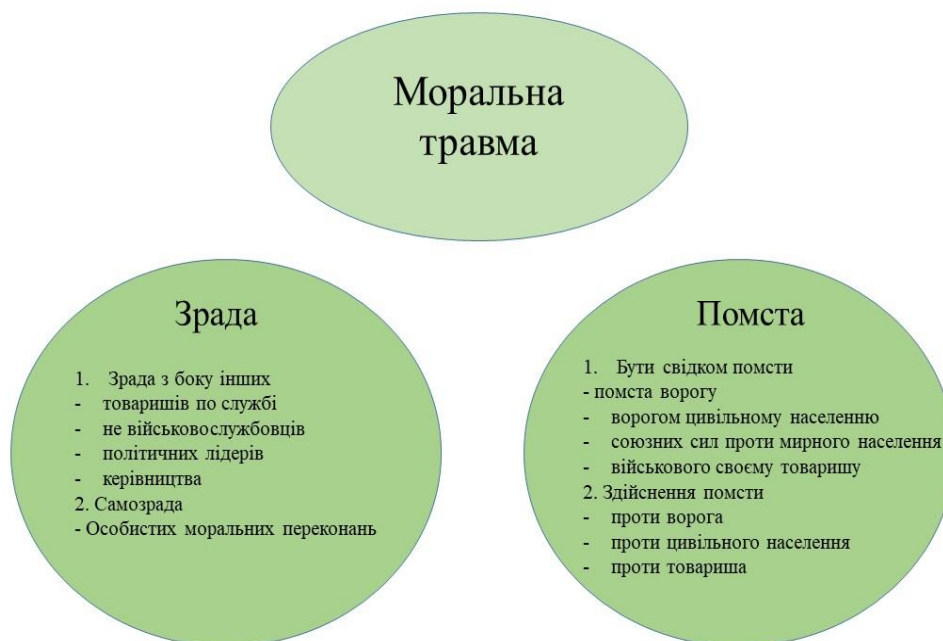 Моральна
травма
Зрада
1. Зрада з боку інших
- товаришів по службі
- не військовослужбовців
- політичних лідерів
- керівництва
2. Самозрада
- Особистих моральних переконань
Помста
1. Бути свідком помсти
- помста ворогу
- ворогом цивільному населенню
- союзних сил проти мирного населення
- військового своєму товаришу
2. Здійснення помсти
- проти ворога
- проти цивільного населення
- проти товариша